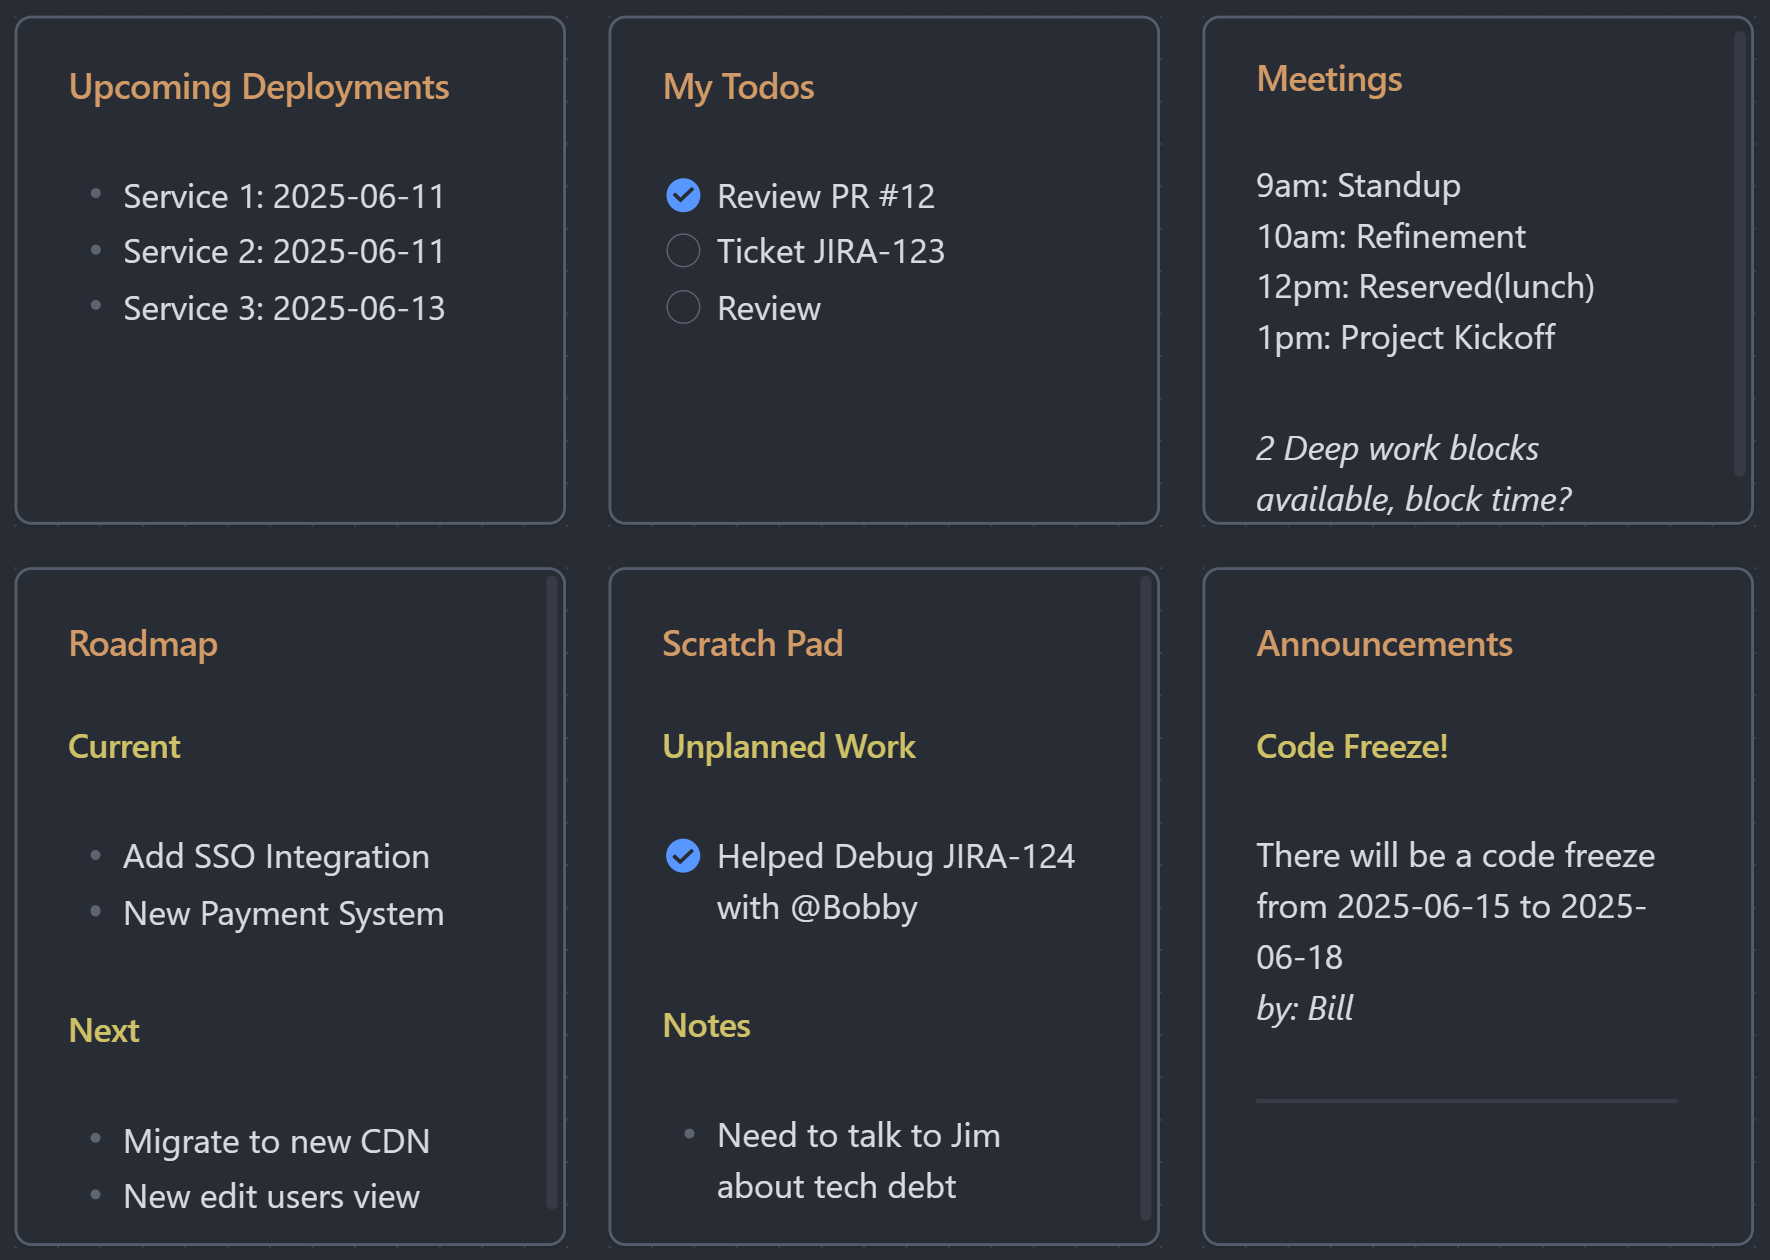 Upcoming Deployments
Service 1: 2025-06-11
Service 2: 2025-06-11
Service 3: 2025-06-13
My Todos
Review PR #12
Ticket JIRA-123
Review
Meetings
9am: Standup
10am: Refinement
12pm: Reserved(lunch)
1pm: Project Kickoff
2 Deep work blocks
available, block time?
Roadmap
Current
Add SSO Integration
New Payment System
Next
Migrate to new CDN
New edit users view
Scratch Pad
Unplanned Work
Helped Debug JIRA-124
with @Bobby
Notes
Need to talk to Jim
about tech debt
Announcements
Code Freeze!
There will be a code freeze
from 2025-06-15 to 2025-
06-18
by: Bill